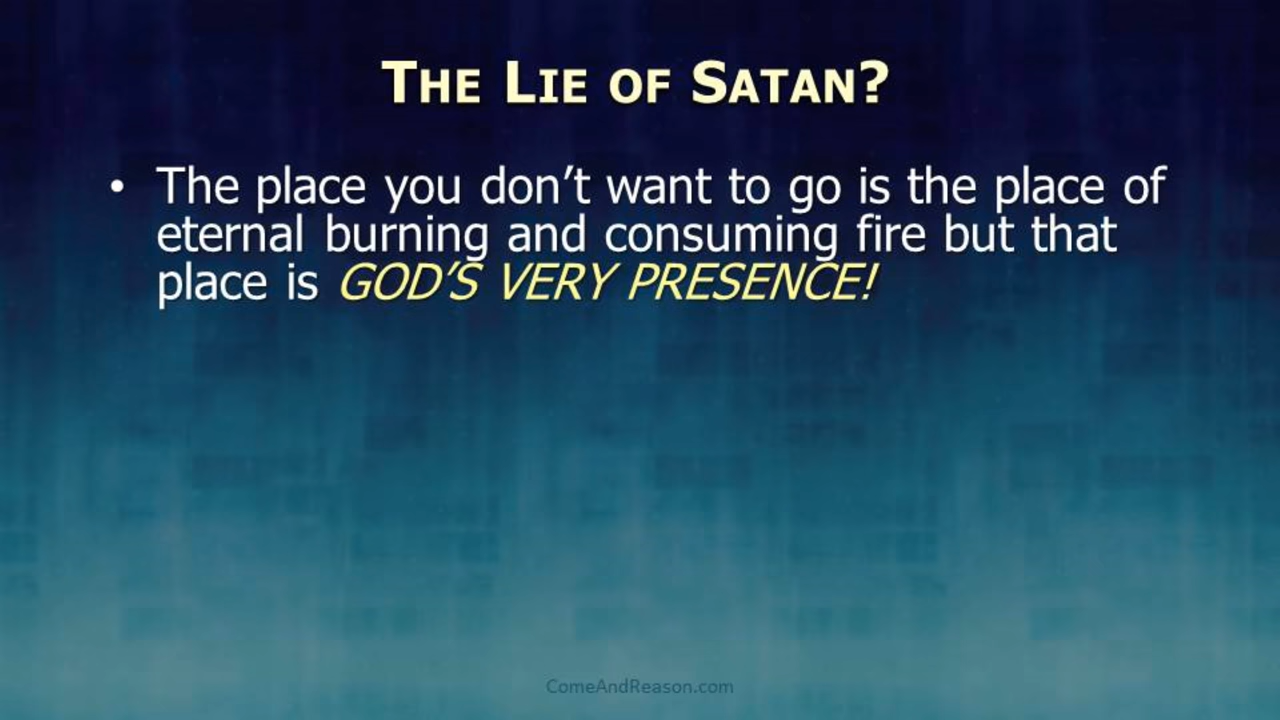 THE LIE OF SATAN?
• The place you don't want to go is the place of
eternal burning and consuming fire but that
place is GOD'S VERY PRESENCE!
ComeAndReason.com